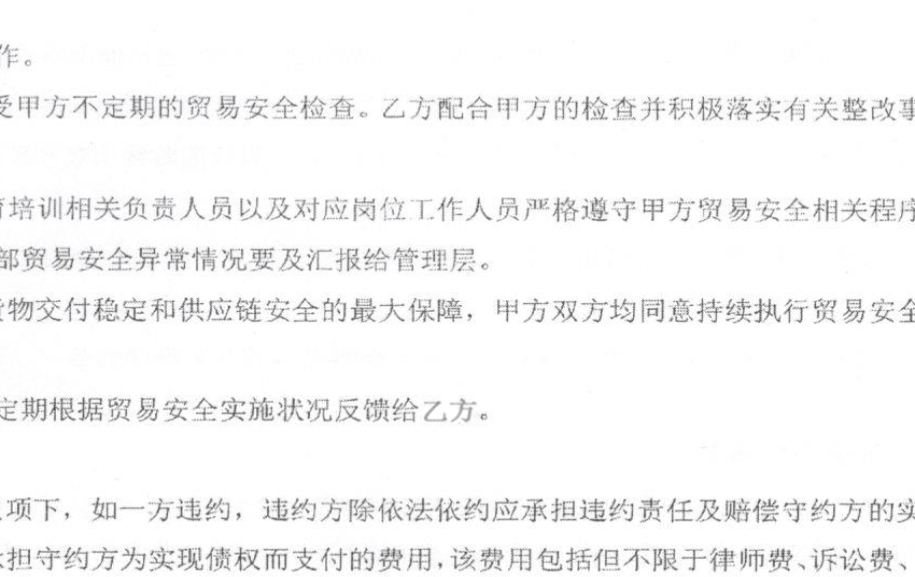 作。
受甲方不定期的贸易安全检查。乙方配合甲方的检查并积极落实有关整改事
育培训相关负责人员以及对应岗位工作人员严格遵守甲方贸易安全相关程序
部贸易安全异常情况要及汇报给管理层。
货物交付稳定和供应链安全的最大保障，甲方双方均同意持续执行贸易安全
定期根据贸易安全实施状况反馈给乙方。
项下，如一方违约，违约方除依法依约应承担违约责任及赔偿守约方的实
承担守约方为实现债权而支付的费用，该费用包括但不限于律师费、诉讼费、